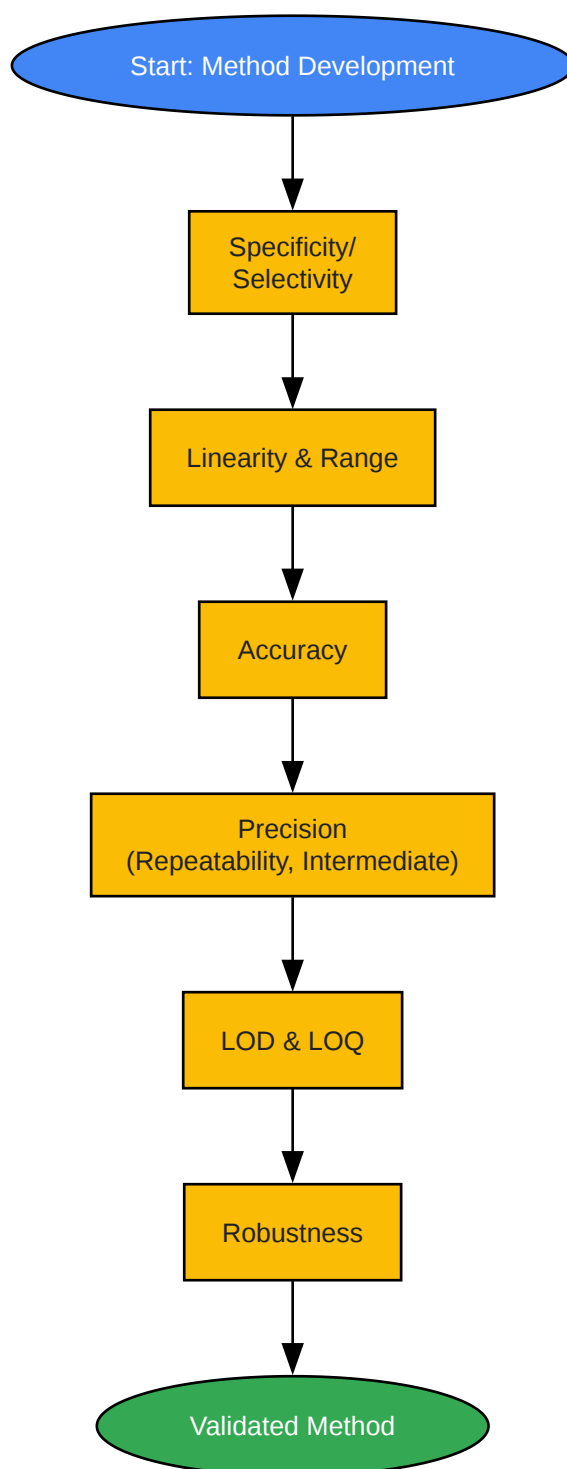 Start: Method Development
Specificity/
Selectivity
Linearity & Range
Accuracy
Precision
(Repeatability, Intermediate)
LOD & LOQ
Robustness
Validated Method